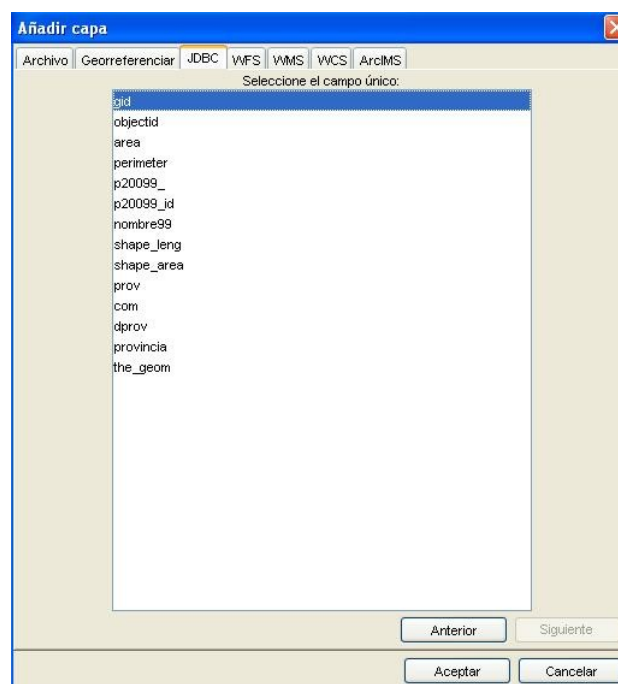 Añadir capa
Archivo Georreferenciar JDBC WFS WMS WCS ArcIMS
Seleccione el campo único:
gid
objectid
area
perimeter
p20099_
p20099_id
nombre99
shape_leng
shape_area
prov
com
dprov
provincia
the_geom
Anterior Siguiente
Aceptar Cancelar